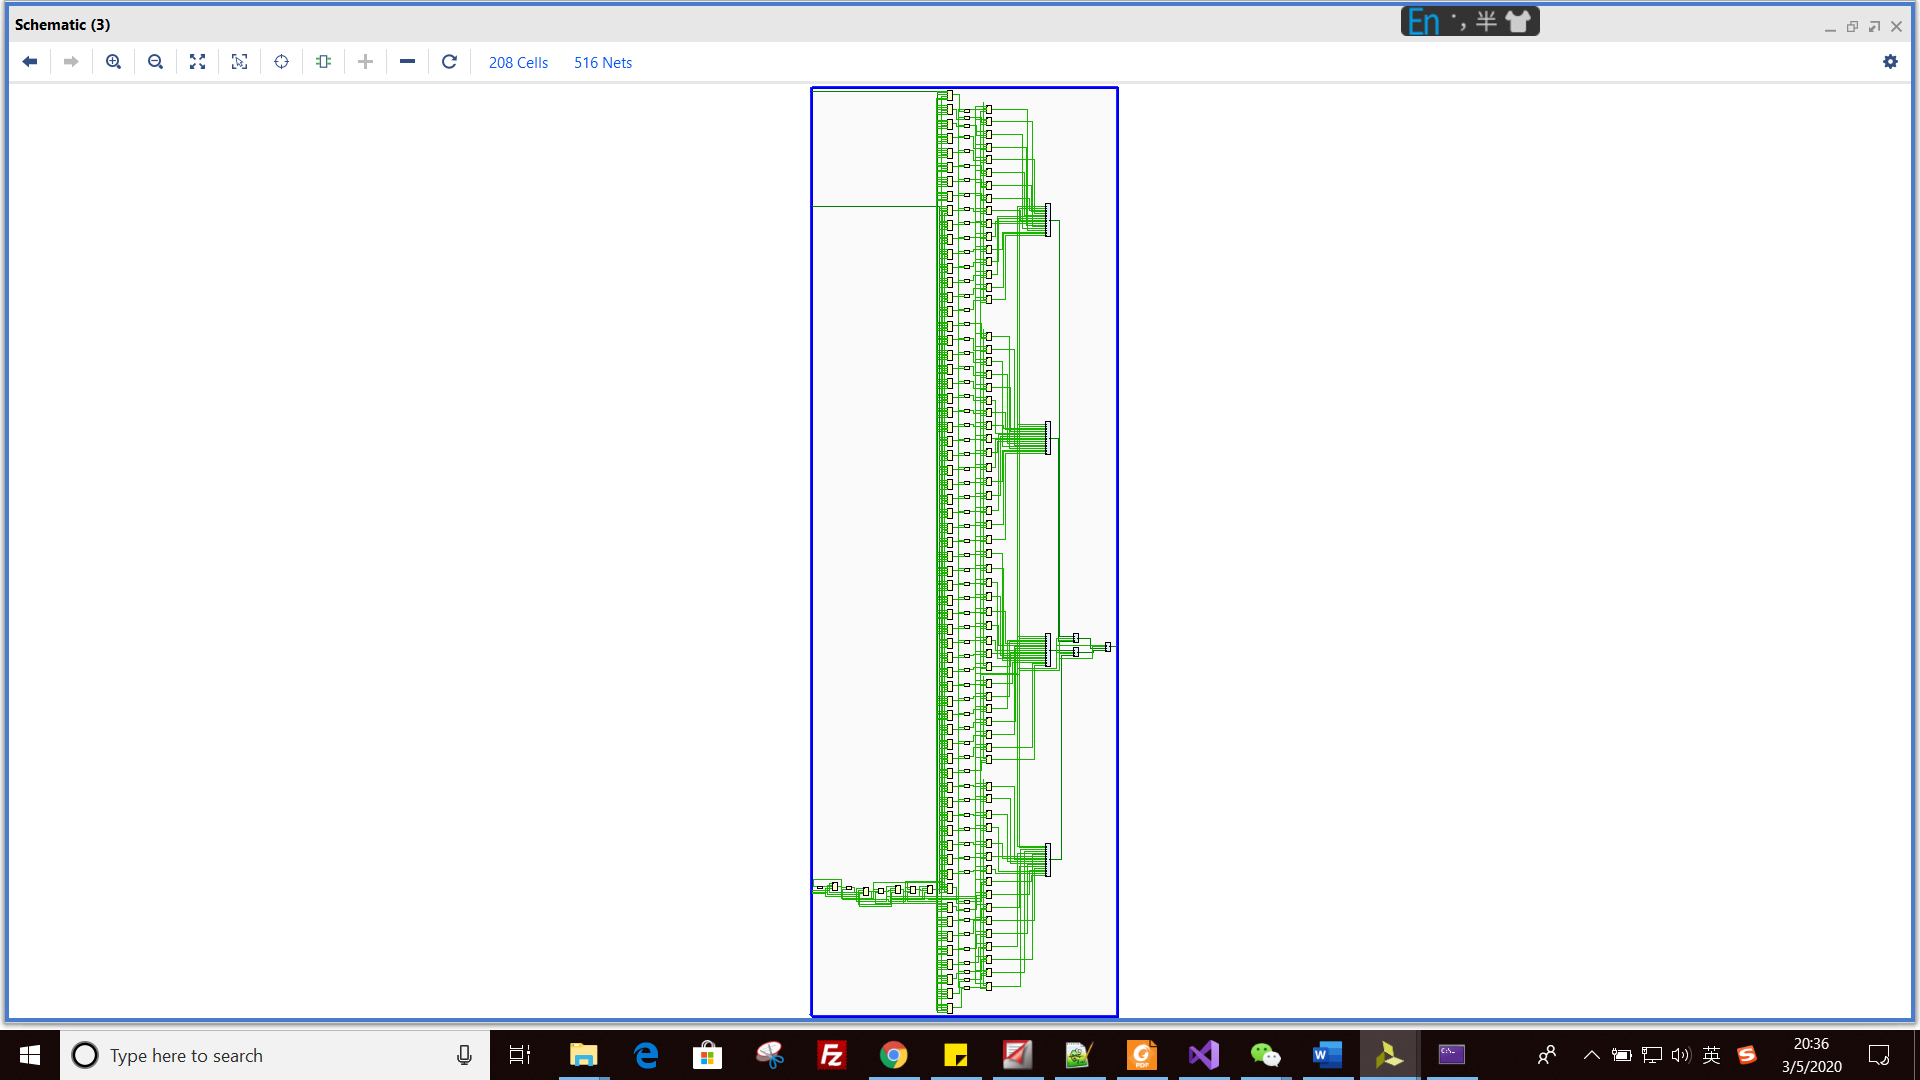 Schematic (3)
En 半
208 Cells 516 Nets
Type here to search
英
20:36
3/5/2020